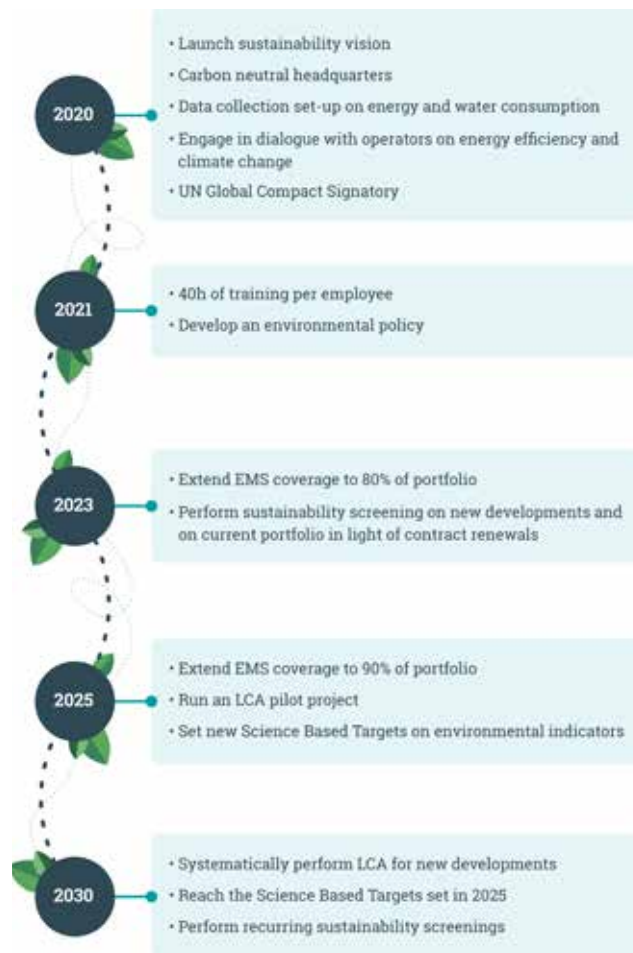 2020
• Launch sustainability vision
• Carbon neutral headquarters
• Data collection set-up on energy and water consumption
• Engage in dialogue with operators on energy efficiency and
climate change
• UN Global Compact Signatory
2021
• 40h of training per employee
• Develop an environmental policy
2023
• Extend EMS coverage to 80% of portfolio
• Perform sustainability screening on new developments and
on current portfolio in light of contract renewals
2025
• Extend EMS coverage to 90% of portfolio
• Run an LCA pilot project
• Set new Science Based Targets on environmental indicators
2030
• Systematically perform LCA for new developments
• Reach the Science Based Targets set in 2025
• Perform recurring sustainability screenings